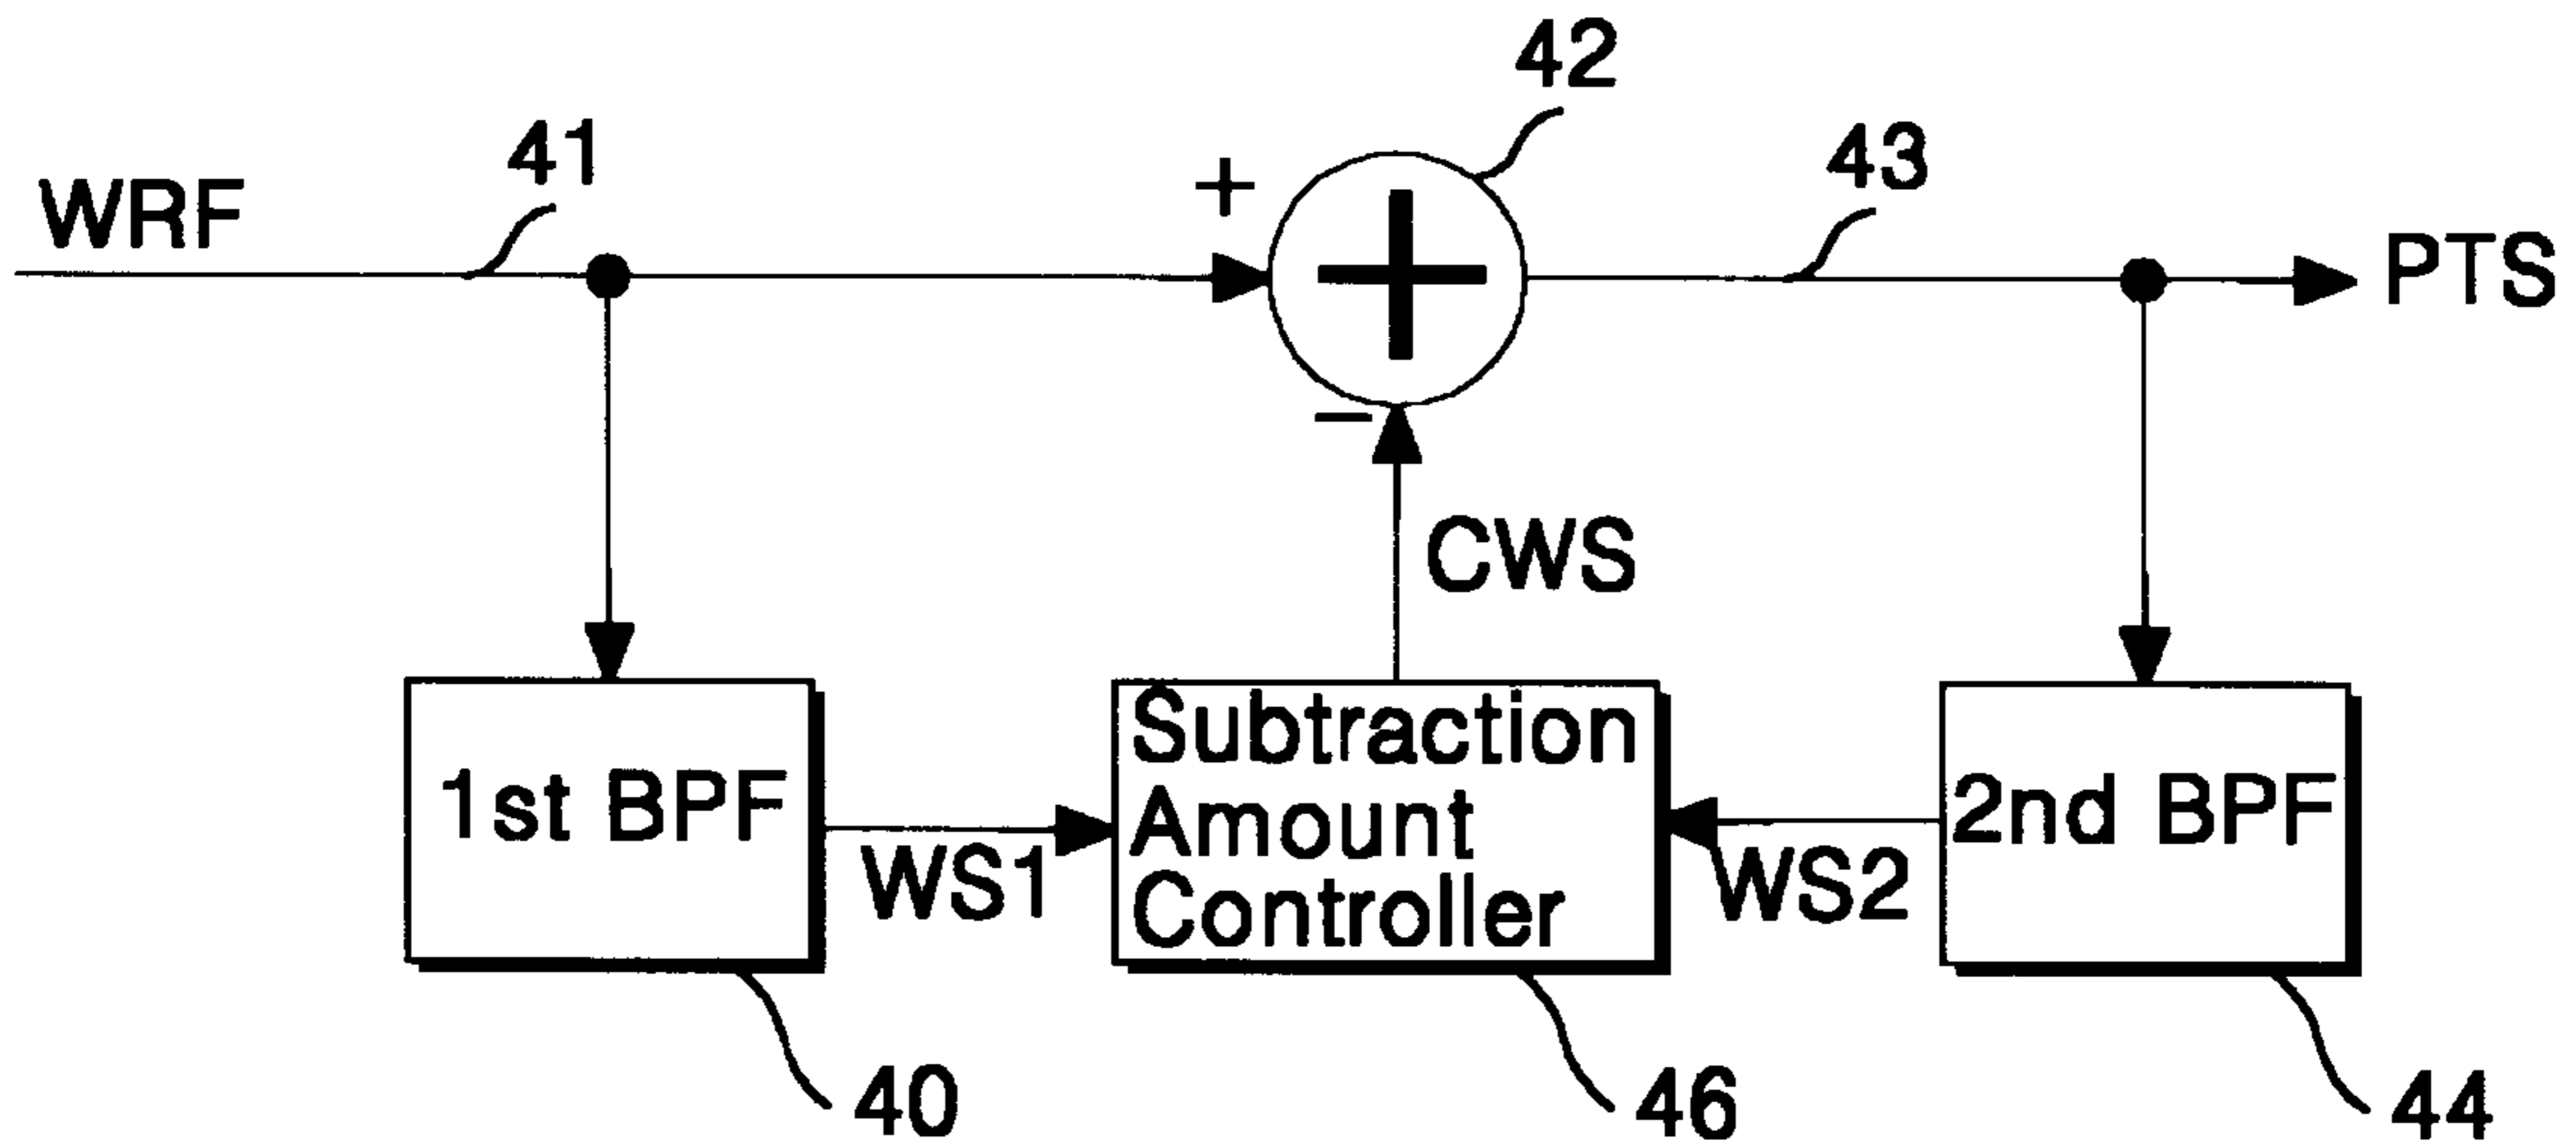 42
41
43
WRF
+
PTS
−
CWS
1st BPF
WS1
Subtraction
Amount
Controller
WS2
2nd BPF
40
46
44